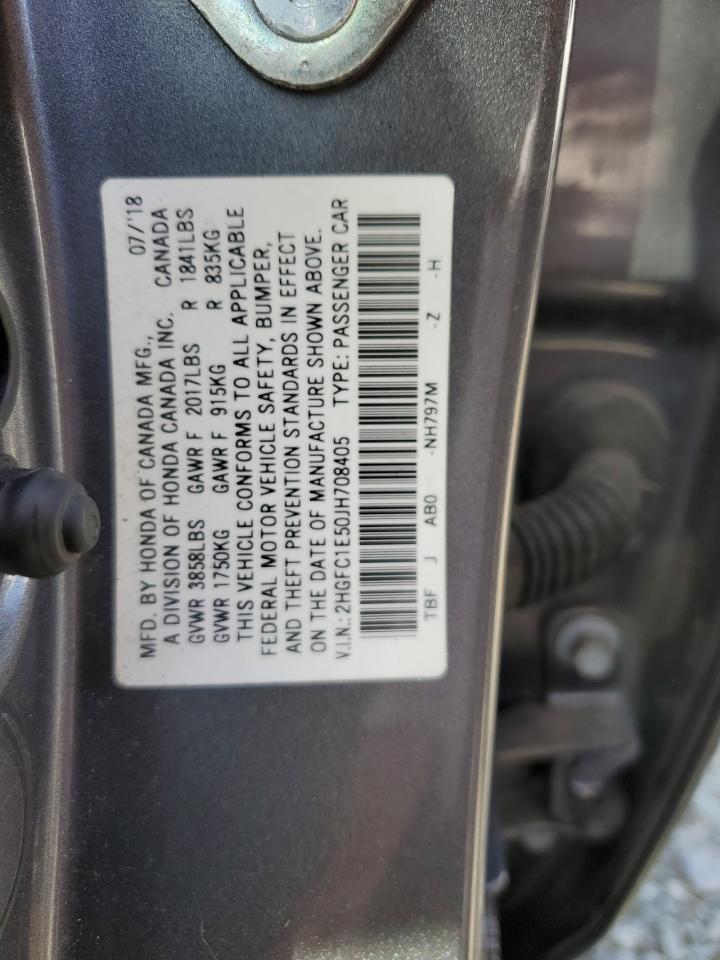 MFD. BY HONDA OF CANADA MFG., 07/'18
A DIVISION OF HONDA CANADA INC. CANADA
GVWR 3858LBS GAWR F 2017LBS R 1841LBS
GVWR 1750KG GAWR F 915KG R 835KG
THIS VEHICLE CONFORMS TO ALL APPLICABLE
FEDERAL MOTOR VEHICLE SAFETY, BUMPER,
AND THEFT PREVENTION STANDARDS IN EFFECT
ON THE DATE OF MANUFACTURE SHOWN ABOVE.
V.I.N.: 2HGFC1E50JH708405 TYPE: PASSENGER CAR
TBF J AB0 -NH797M -Z -H